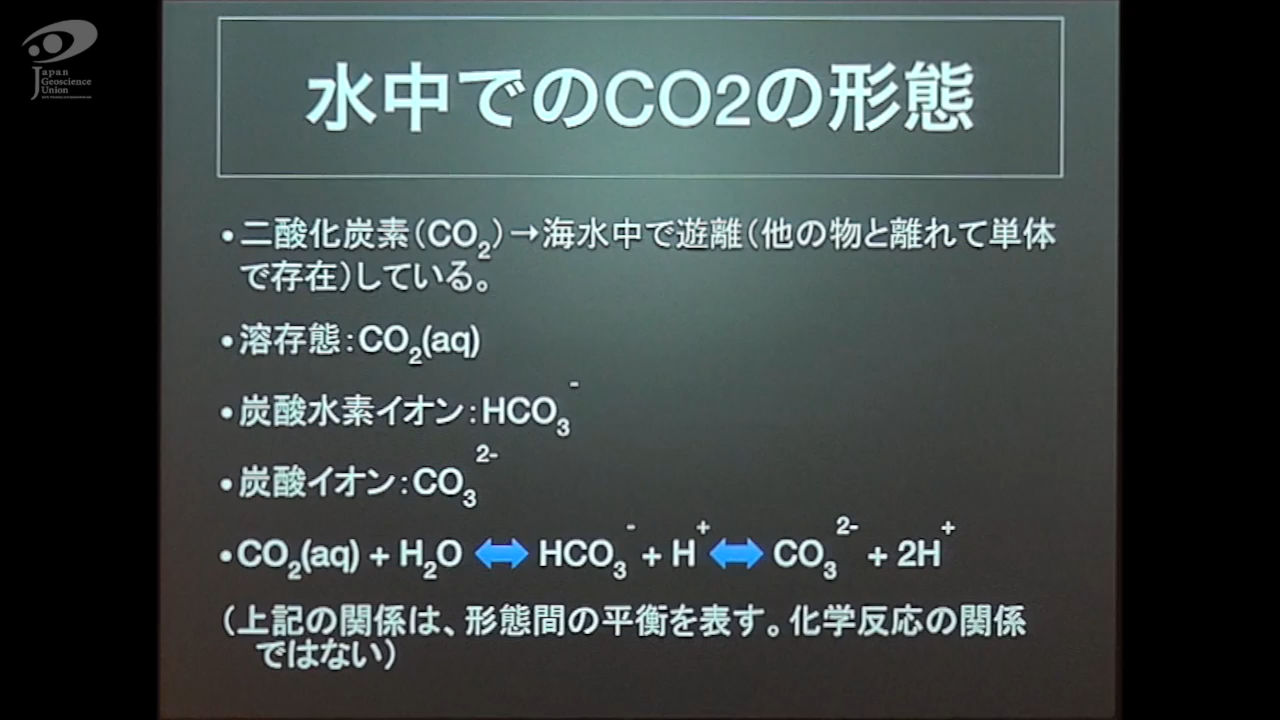 Japan
Geoscience
Union
水中でのCO2の形態
•二酸化炭素(CO₂)→海水中で遊離(他の物と離れて単体
で存在)している。
•溶存態:CO₂(aq)
•炭酸水素イオン:HCO₃⁻
•炭酸イオン:CO₃²⁻
•CO₂(aq) + H₂O ⇔ HCO₃⁻ + H⁺ ⇔ CO₃²⁻ + 2H⁺
(上記の関係は、形態間の平衡を表す。化学反応の関係
ではない)